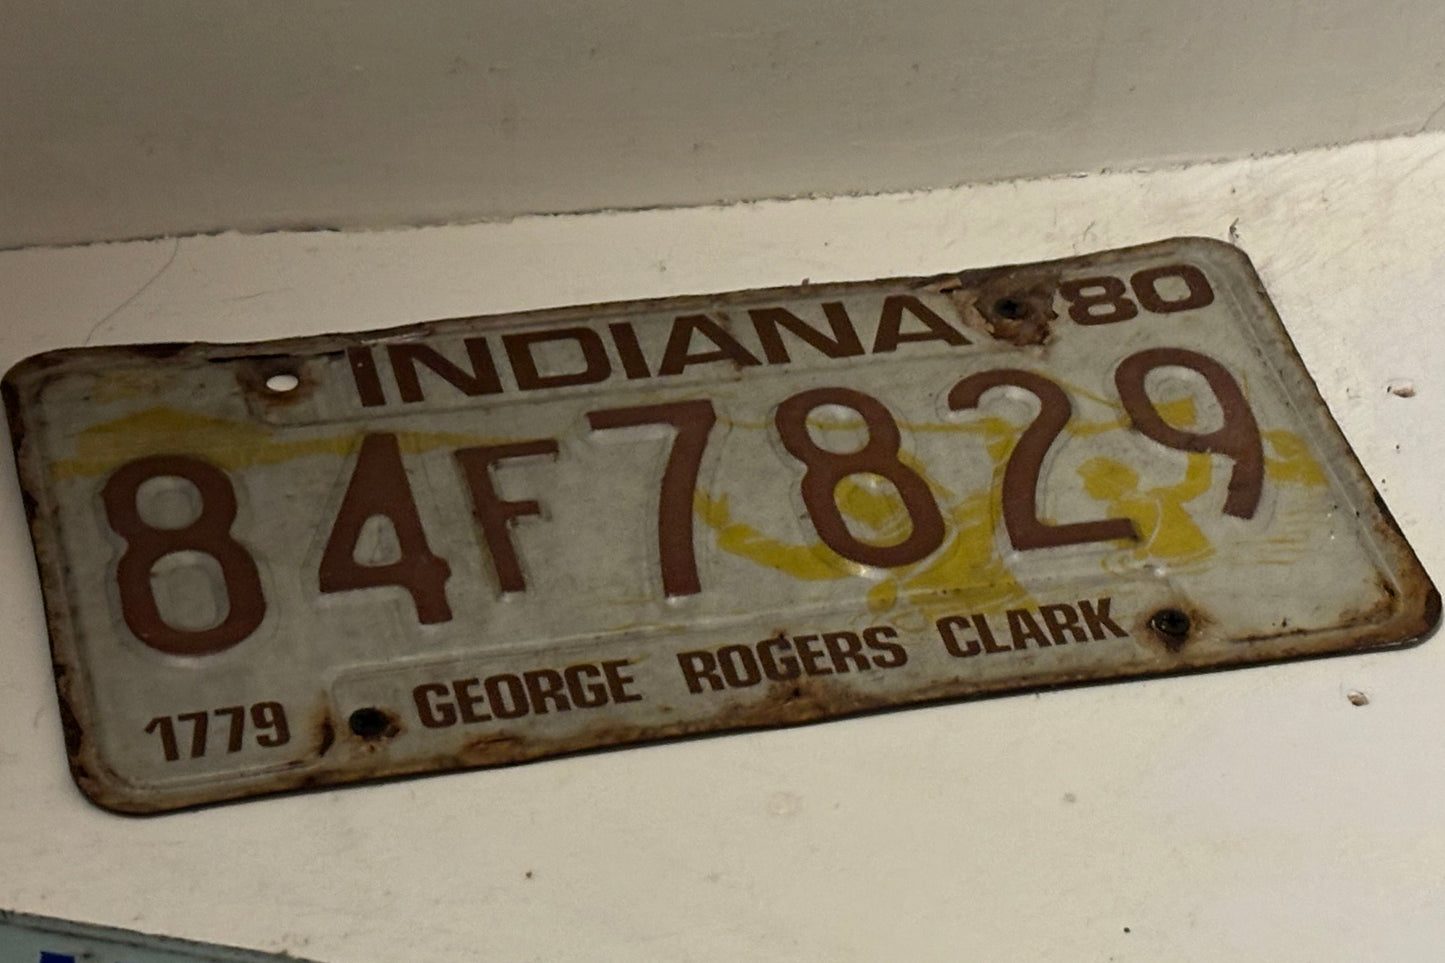 INDIANA '80
84F7829
1779 GEORGE ROGERS CLARK